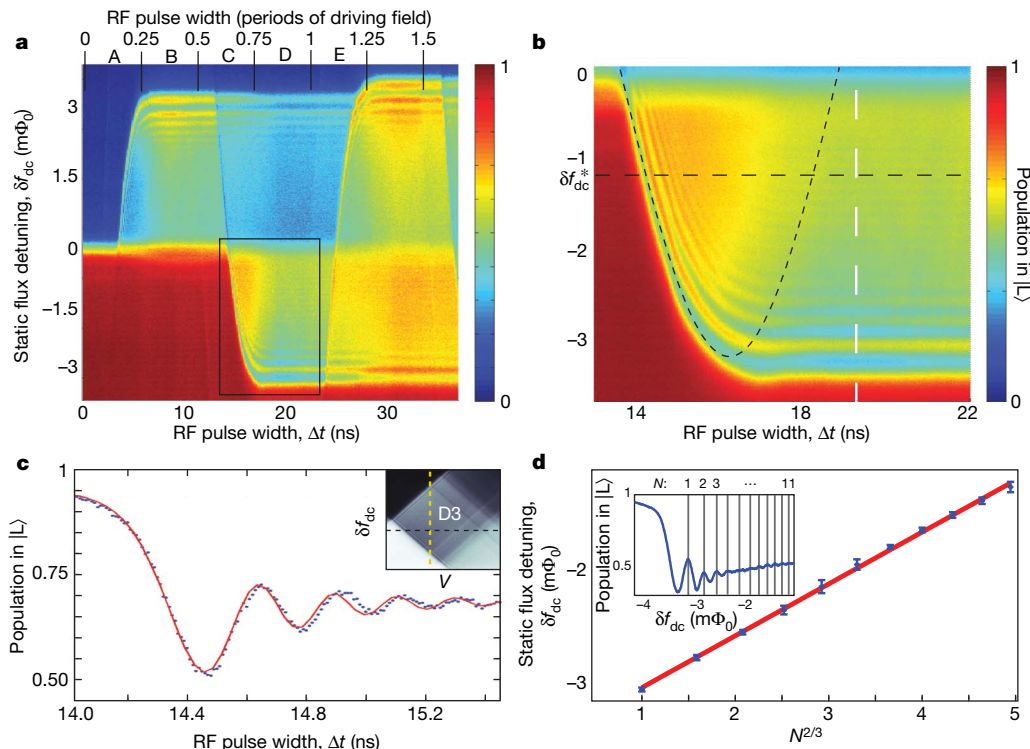 RF pulse width (periods of driving field)
a
0 0.25 0.5 0.75 1 1.25 1.5
A B C D E
Static flux detuning, δf_dc (mΦ₀)
3
1.5
0
−1.5
−3
0 10 20 30
RF pulse width, Δt (ns)
1
0
b
0
−1
δf_dc*
−2
−3
14 18 22
RF pulse width, Δt (ns)
1
Population in |L⟩
0
c
Population in |L⟩
1
0.75
0.50
14.0 14.4 14.8 15.2
RF pulse width, Δt (ns)
δf_dc
D3
V
d
Static flux detuning,
δf_dc (mΦ₀)
−2
−3
1 2 3 4 5
N^2/3
N: 1 2 3 ... 11
Population in |L⟩
1
0.5
−4 −3 −2 −1
δf_dc (mΦ₀)